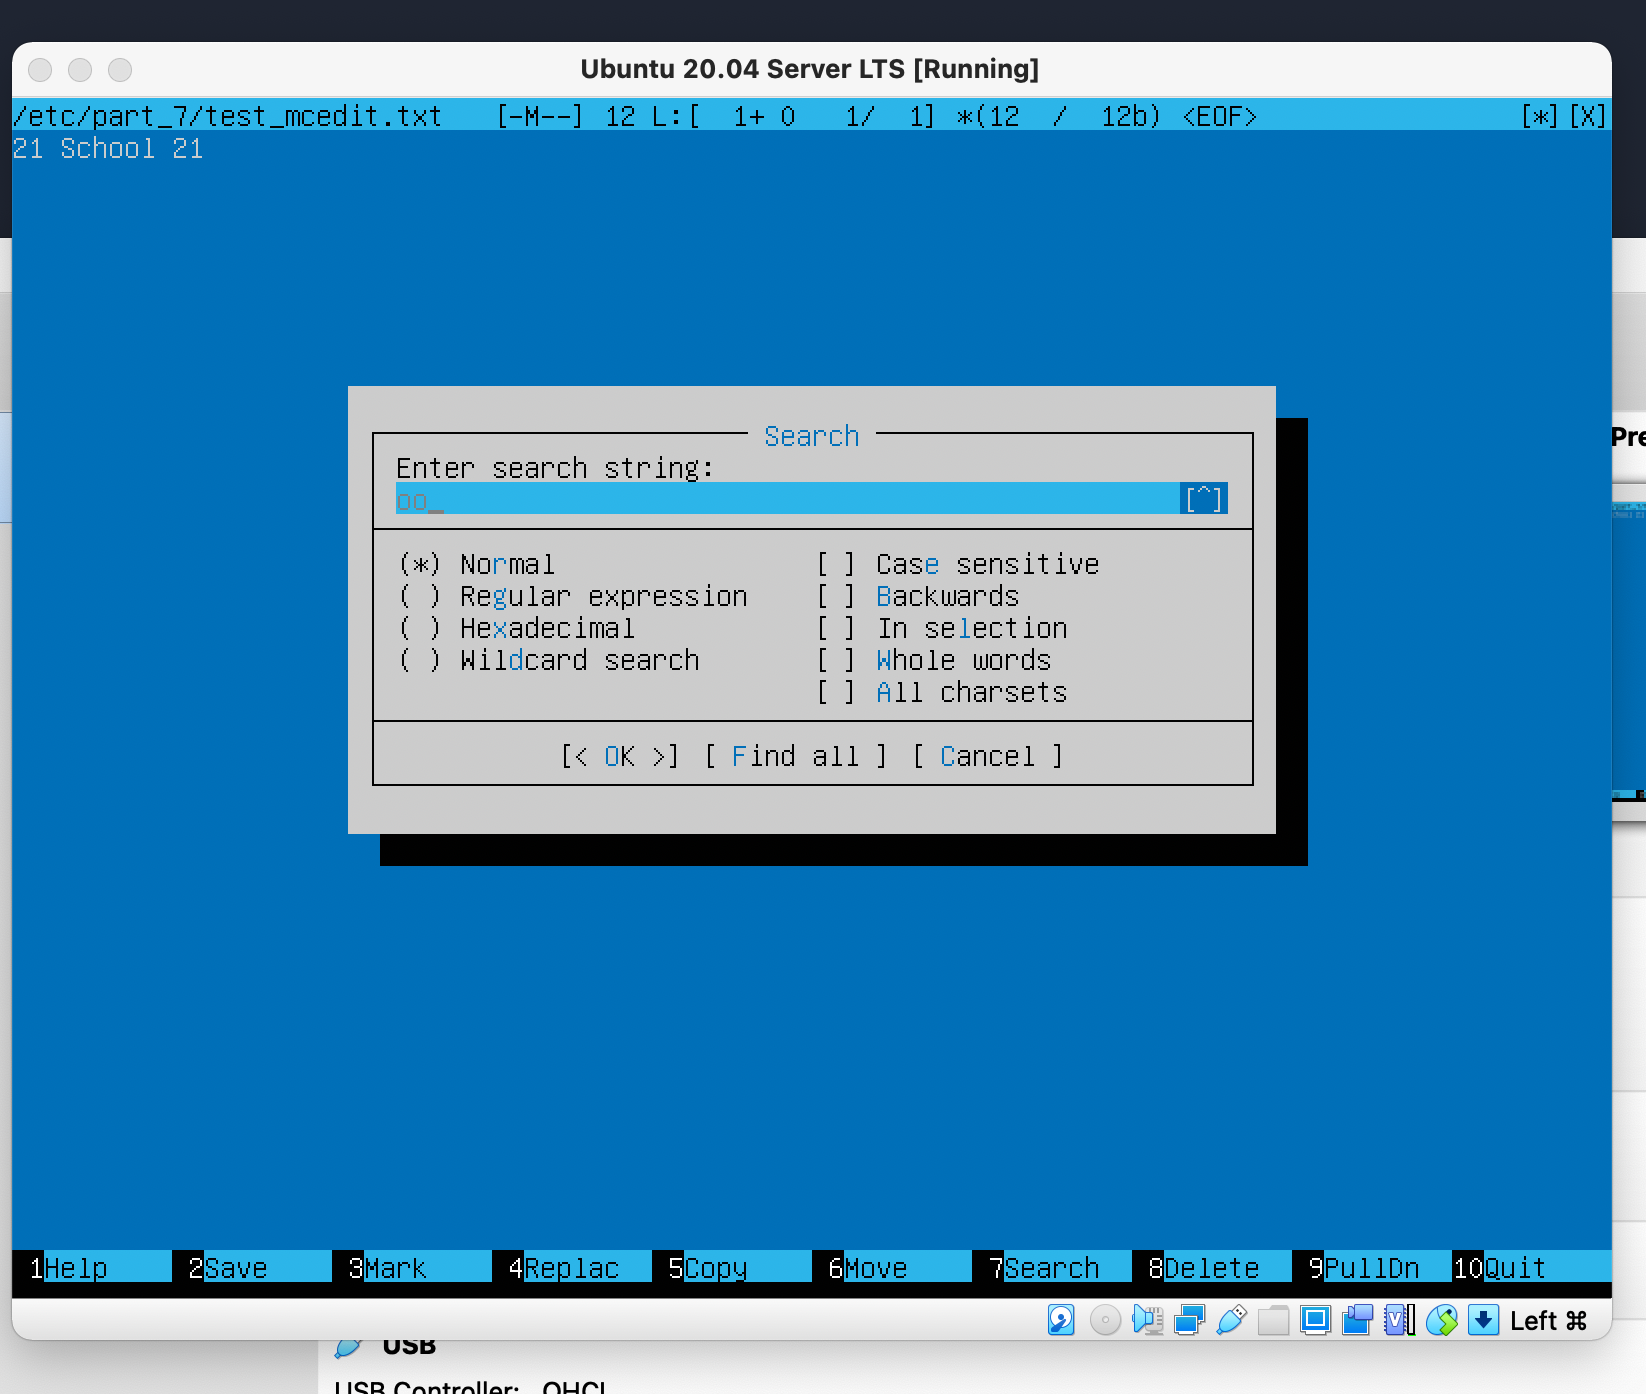 Ubuntu 20.04 Server LTS [Running]
/etc/part_7/test_mcedit.txt [-M--] 12 L:[ 1+ 0 1/ 1] *(12 / 12b) <EOF> [*][X]
21 School 21
Search
Enter search string:
oo_ [^]
(*) Normal [ ] Case sensitive
( ) Regular expression [ ] Backwards
( ) Hexadecimal [ ] In selection
( ) Wildcard search [ ] Whole words
[ ] All charsets
[< OK >] [ Find all ] [ Cancel ]
1Help 2Save 3Mark 4Replac 5Copy 6Move 7Search 8Delete 9PullDn 10Quit
Left ⌘
Pre
USB
USB Controller: OHCI